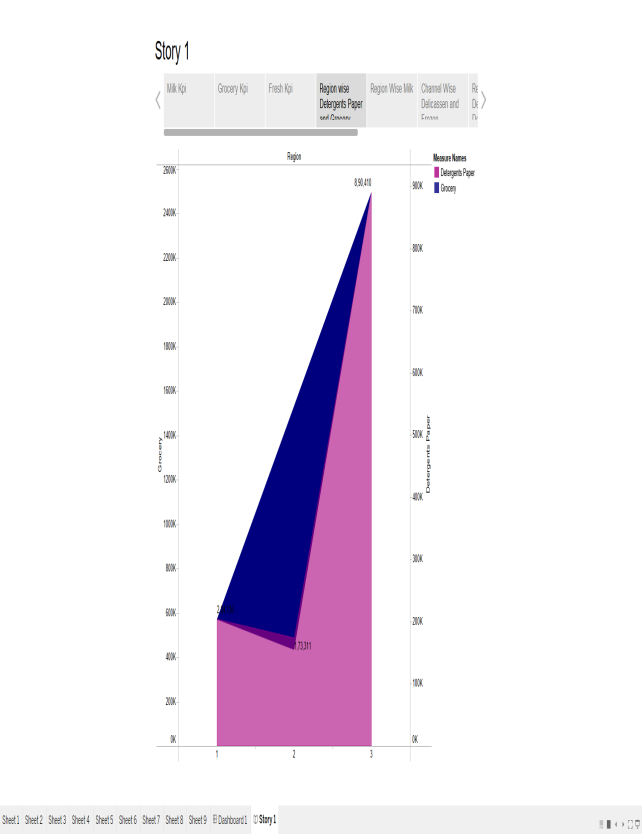 Story 1
Milk Kpi
Grocery Kpi
Fresh Kpi
Region wise
Detergents Paper
and Grocery
Region Wise Milk
Channel Wise
Delicassen and
Frozen
Re
De
De
Region
Measure Names
Detergents Paper
Grocery
2600K
2400K
2200K
2000K
1800K
1600K
1400K
1200K
1000K
800K
600K
400K
200K
0K
Grocery
8,90,410
1,73,311
900K
800K
700K
600K
500K
400K
300K
200K
100K
0K
Detergents Paper
1
2
3
Sheet 1 Sheet 2 Sheet 3 Sheet 4 Sheet 5 Sheet 6 Sheet 7 Sheet 8 Sheet 9 Dashboard 1 Story 1